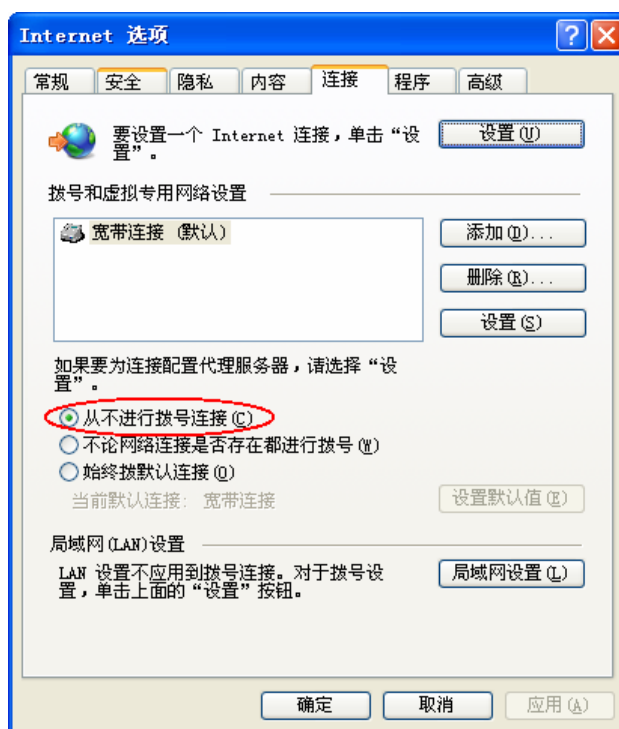 Internet 选项
常规 安全 隐私 内容 连接 程序 高级
要设置一个 Internet 连接，单击“设
置”。
设置(U)
拨号和虚拟专用网络设置
宽带连接 (默认)
添加(D)...
删除(R)...
设置(S)
如果要为连接配置代理服务器，请选择“设
置”。
从不进行拨号连接(C)
不论网络连接是否存在都进行拨号(W)
始终拨默认连接(O)
当前默认连接: 宽带连接
设置默认值(E)
局域网(LAN)设置
LAN 设置不应用到拨号连接。对于拨号设
置，单击上面的“设置”按钮。
局域网设置(L)
确定 取消 应用(A)